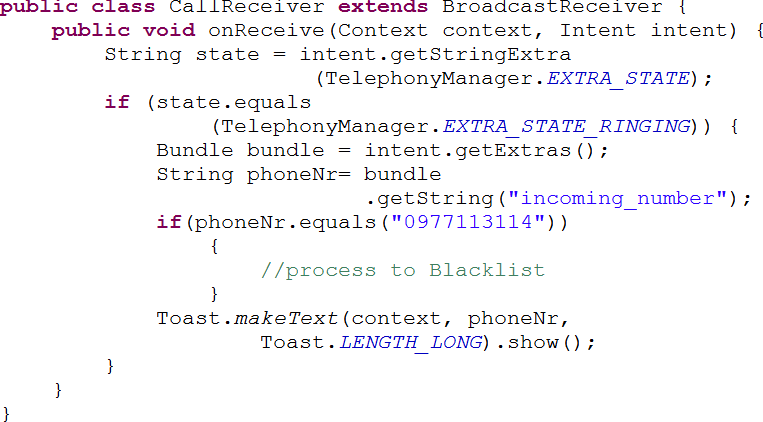 public class CallReceiver extends BroadcastReceiver {
    public void onReceive(Context context, Intent intent) {
        String state = intent.getStringExtra
                        (TelephonyManager.EXTRA_STATE);
        if (state.equals
                (TelephonyManager.EXTRA_STATE_RINGING)) {
            Bundle bundle = intent.getExtras();
            String phoneNr= bundle
                            .getString("incoming_number");
            if(phoneNr.equals("0977113114"))
                {
                    //process to Blacklist
                }
            Toast.makeText(context, phoneNr,
                    Toast.LENGTH_LONG).show();
        }
    }
}